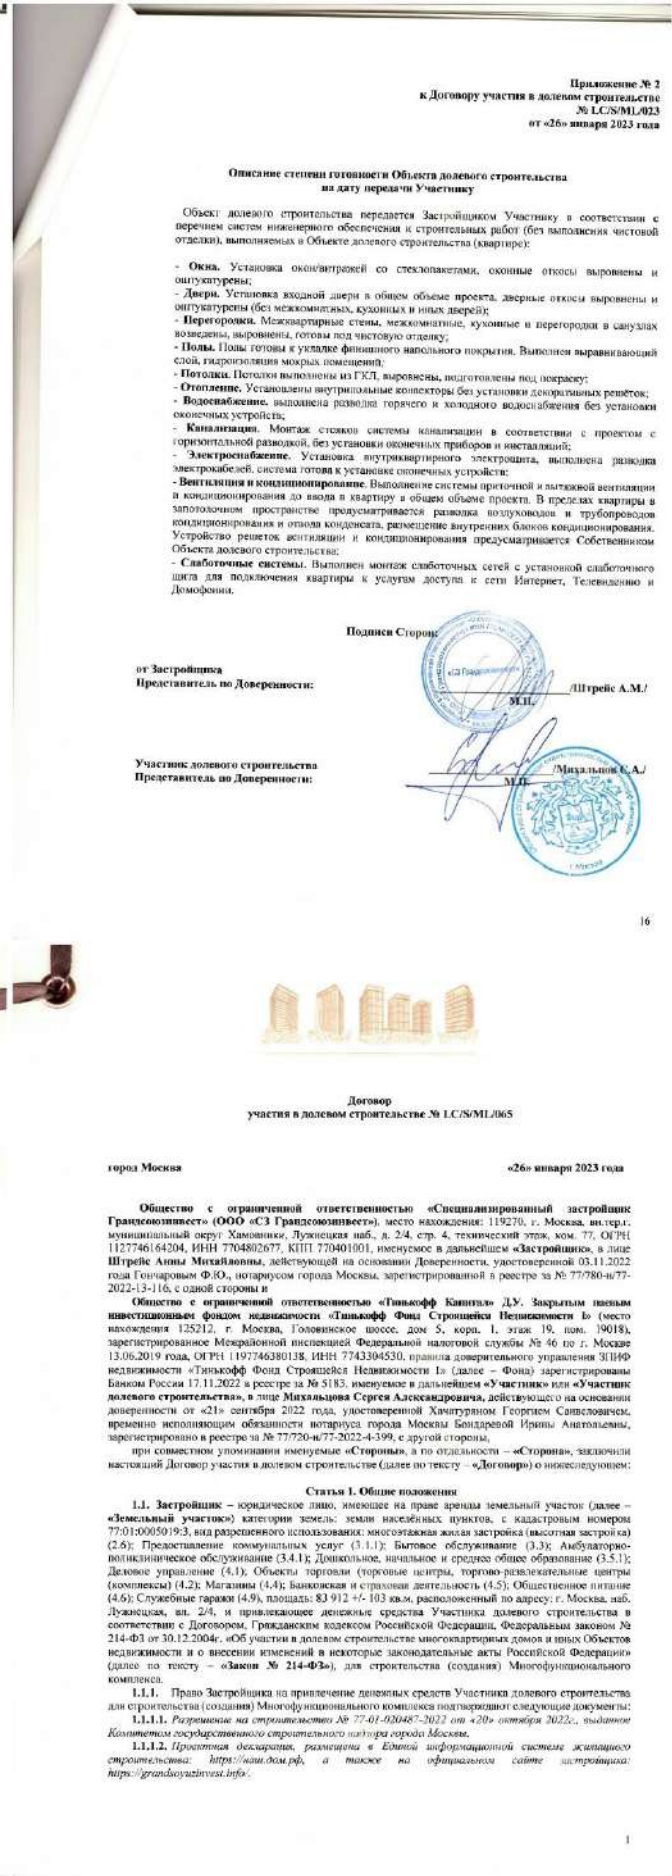 Приложение № 2
к Договору участия в долевом строительстве
№ LC/S/ML/023
от «26» января 2023 года
Описание степени готовности Объекта долевого строительства
на дату передачи Участнику
Объект долевого строительства передается Застройщиком Участнику в соответствии с
перечнем систем инженерного обеспечения и строительных работ (без выполнения чистовой
отделки), выполняемых в Объекте долевого строительства (квартире):
- Окна. Установка окон/витражей со стеклопакетами, оконные откосы выровнены и
оштукатурены;
- Двери. Установка входной двери в общем объеме проекта, дверные откосы выровнены и
оштукатурены (без межкомнатных, кухонных и иных дверей);
- Перегородки. Межквартирные стены, межкомнатные, кухонные и перегородки в санузлах
возведены, выровнены, готовы под чистовую отделку;
- Полы. Полы готовы к укладке финишного напольного покрытия. Выполнен выравнивающий
слой, гидроизоляция мокрых помещений;
- Потолки. Потолки выполнены из ГКЛ, выровнены, подготовлены под покраску;
- Отопление. Установлены внутрипольные конвекторы без установки декоративных решёток;
- Водоснабжение. выполнена разводка горячего и холодного водоснабжения без установки
оконечных устройств;
- Канализация. Монтаж стояков системы канализации в соответствии с проектом с
горизонтальной разводкой, без установки оконечных приборов и инсталляций;
- Электроснабжение. Установка внутриквартирного электрощита, выполнена разводка
электрокабелей, система готова к установке оконечных устройств;
- Вентиляция и кондиционирование. Выполнение системы приточной и вытяжной вентиляции
и кондиционирования до ввода в квартиру в общем объеме проекта. В пределах квартиры в
запотолочном пространстве предусматривается разводка воздуховодов и трубопроводов
кондиционирования и отвода конденсата, размещение внутренних блоков кондиционирования.
Устройство решеток вентиляции и кондиционирования предусматривается Собственником
Объекта долевого строительства;
- Слаботочные системы. Выполнен монтаж слаботочных сетей с установкой слаботочного
щита для подключения квартиры к услугам доступа к сети Интернет, Телевидению и
Домофонии.
Подписи Сторон:
от Застройщика
Представитель по Доверенности:
/Штрейс А.М./
М.П.
Участник долевого строительства
Представитель по Доверенности:
/Михальцов С.А./
М.П.
г. Москва
16
Договор
участия в долевом строительстве № LC/S/ML/065
город Москва «26» января 2023 года
Общество с ограниченной ответственностью «Специализированный застройщик
Грандсоюзинвест» (ООО «СЗ Грандсоюзинвест»), место нахождения: 119270, г. Москва, вн.тер.г.
муниципальный округ Хамовники, Лужнецкая наб., д. 2/4, стр. 4, технический этаж, ком. 77, ОГРН
1127746164204, ИНН 7704802677, КПП 770401001, именуемое в дальнейшем «Застройщик», в лице
Штрейс Анны Михайловны, действующей на основании Доверенности, удостоверенной 03.11.2022
года Гончаровым Ф.Ю., нотариусом города Москвы, зарегистрированной в реестре за № 77/780-н/77-
2022-13-116, с одной стороны и
Общество с ограниченной ответственностью «Тинькофф Капитал» Д.У. Закрытым паевым
инвестиционным фондом недвижимости «Тинькофф Фонд Строящейся Недвижимости I» (место
нахождения 125212, г. Москва, Головинское шоссе, дом 5, корп. 1, этаж 19, пом. 19018),
зарегистрированное Межрайонной инспекцией Федеральной налоговой службы № 46 по г. Москве
13.06.2019 года, ОГРН 1197746380138, ИНН 7743304530, правила доверительного управления ЗПИФ
недвижимости «Тинькофф Фонд Строящейся Недвижимости I» (далее – Фонд) зарегистрированы
Банком России 17.11.2022 в реестре за № 5183, именуемое в дальнейшем «Участник» или «Участник
долевого строительства», в лице Михальцова Сергея Александровича, действующего на основании
доверенности от «21» сентября 2022 года, удостоверенной Хачатуряном Георгием Санвеловичем,
временно исполняющим обязанности нотариуса города Москвы Бондаревой Ирины Анатольевны,
зарегистрировано в реестре за № 77/720-н/77-2022-4-399, с другой стороны,
при совместном упоминании именуемые «Стороны», а по отдельности – «Сторона», заключили
настоящий Договор участия в долевом строительстве (далее по тексту – «Договор») о нижеследующем:
Статья 1. Общие положения
1.1. Застройщик – юридическое лицо, имеющее на праве аренды земельный участок (далее –
«Земельный участок») категории земель: земли населённых пунктов, с кадастровым номером
77:01:0005019:3, вид разрешенного использования: многоэтажная жилая застройка (высотная застройка)
(2.6); Предоставление коммунальных услуг (3.1.1); Бытовое обслуживание (3.3); Амбулаторно-
поликлиническое обслуживание (3.4.1); Дошкольное, начальное и среднее общее образование (3.5.1);
Деловое управление (4.1); Объекты торговли (торговые центры, торгово-развлекательные центры
(комплексы) (4.2); Магазины (4.4); Банковская и страховая деятельность (4.5); Общественное питание
(4.6); Служебные гаражи (4.9), площадь: 83 912 +/- 103 кв.м, расположенный по адресу: г. Москва, наб.
Лужнецкая, вл. 2/4, и привлекающее денежные средства Участника долевого строительства в
соответствии с Договором, Гражданским кодексом Российской Федерации, Федеральным законом №
214-ФЗ от 30.12.2004г. «Об участии в долевом строительстве многоквартирных домов и иных Объектов
недвижимости и о внесении изменений в некоторые законодательные акты Российской Федерации»
(далее по тексту – «Закон № 214-ФЗ»), для строительства (создания) Многофункционального
комплекса.
1.1.1. Право Застройщика на привлечение денежных средств Участника долевого строительства
для строительства (создания) Многофункционального комплекса подтверждают следующие документы:
1.1.1.1. Разрешение на строительство № 77-01-020487-2022 от «20» октября 2022г., выданное
Комитетом государственного строительного надзора города Москвы.
1.1.1.2. Проектная декларация, размещена в Единой информационной системе жилищного
строительства: https://наш.дом.рф, а также на официальном сайте застройщика:
https://grandsoyuzinvest.info/.
1